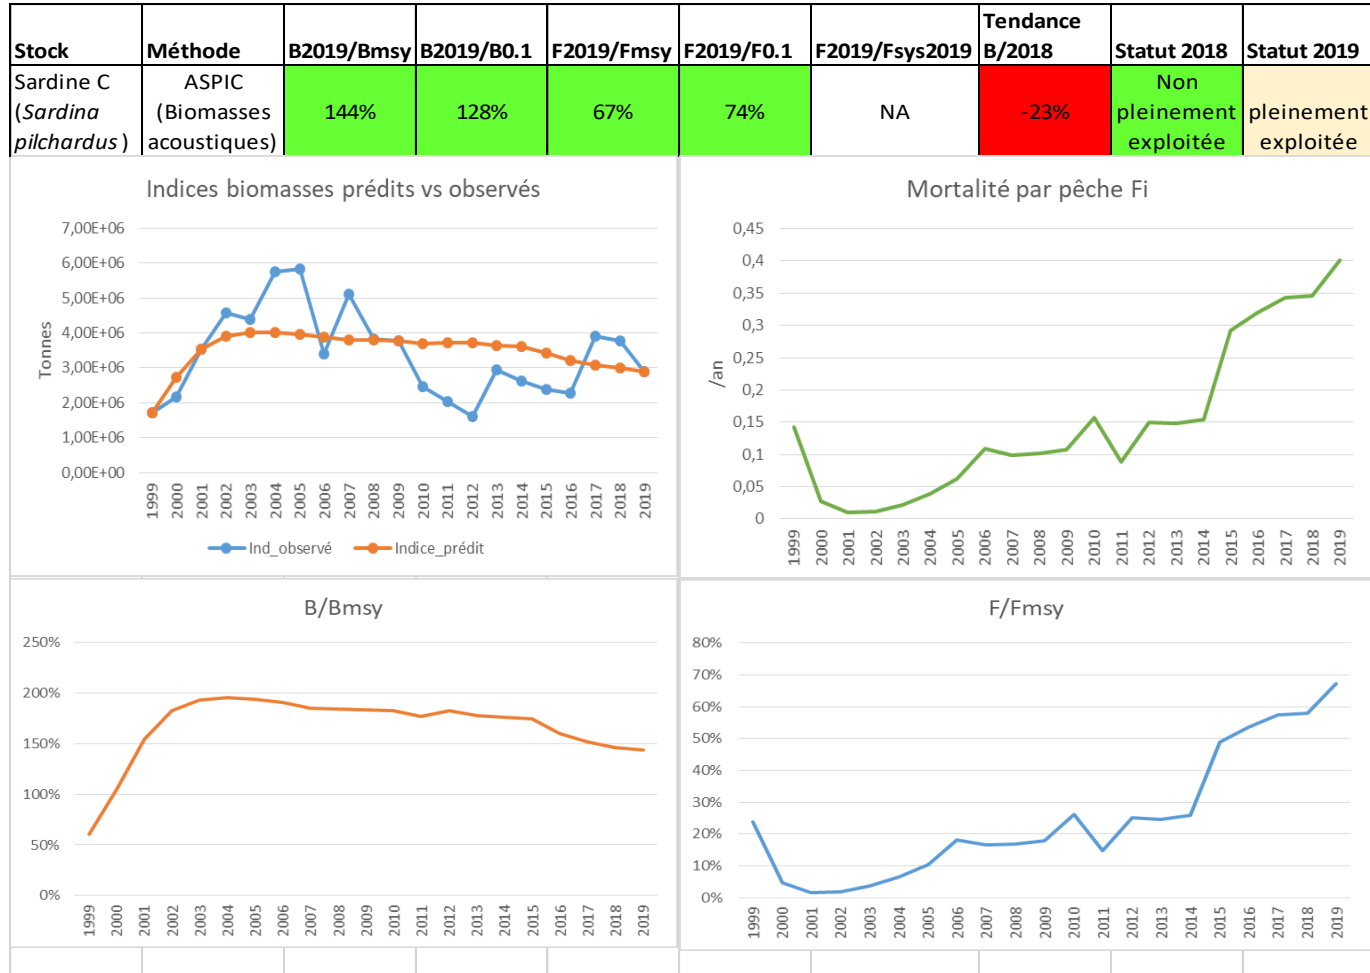 Stock Méthode B2019/Bmsy B2019/B0.1 F2019/Fmsy F2019/F0.1 F2019/Fsys2019 Tendance B/2018 Statut 2018 Statut 2019
Sardine C (Sardina pilchardus) ASPIC (Biomasses acoustiques) 144% 128% 67% 74% NA -23% Non pleinement exploitée pleinement exploitée
Indices biomasses prédits vs observés
Tonnes
7,00E+06
6,00E+06
5,00E+06
4,00E+06
3,00E+06
2,00E+06
1,00E+06
0,00E+00
1999 2000 2001 2002 2003 2004 2005 2006 2007 2008 2009 2010 2011 2012 2013 2014 2015 2016 2017 2018 2019
Ind_observé Indice_prédit
Mortalité par pêche Fi
/an
0,45
0,4
0,35
0,3
0,25
0,2
0,15
0,1
0,05
0
1999 2000 2001 2002 2003 2004 2005 2006 2007 2008 2009 2010 2011 2012 2013 2014 2015 2016 2017 2018 2019
B/Bmsy
250%
200%
150%
100%
50%
0%
1999 2000 2001 2002 2003 2004 2005 2006 2007 2008 2009 2010 2011 2012 2013 2014 2015 2016 2017 2018 2019
F/Fmsy
80%
70%
60%
50%
40%
30%
20%
10%
0%
1999 2000 2001 2002 2003 2004 2005 2006 2007 2008 2009 2010 2011 2012 2013 2014 2015 2016 2017 2018 2019